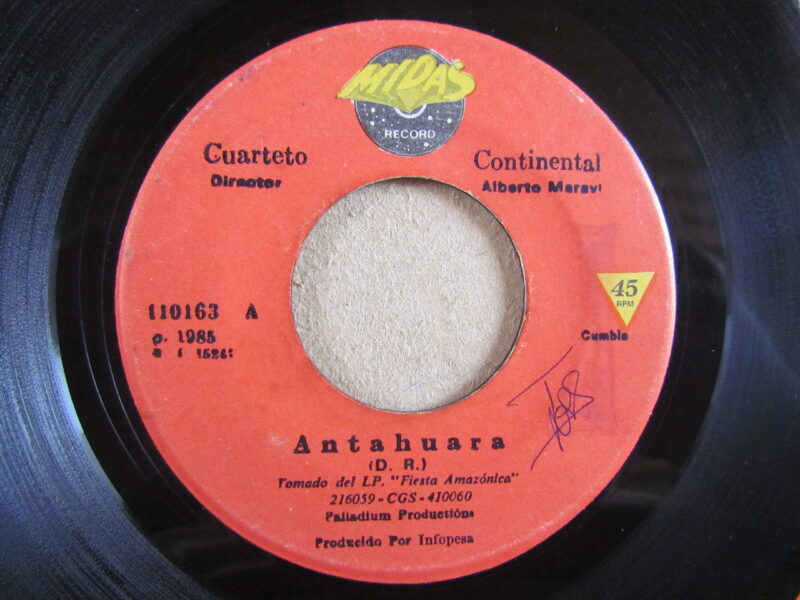 MIDAS
RECORD
Cuarteto Continental
Director Alberto Maravi
45
RPM
110163 A
p. 1985
Cumbia
Antahuara
(D. R.)
Tomado del LP. "Fiesta Amazónica"
216059-CGS-410060
Palladium Productións
Producido Por Infopesa